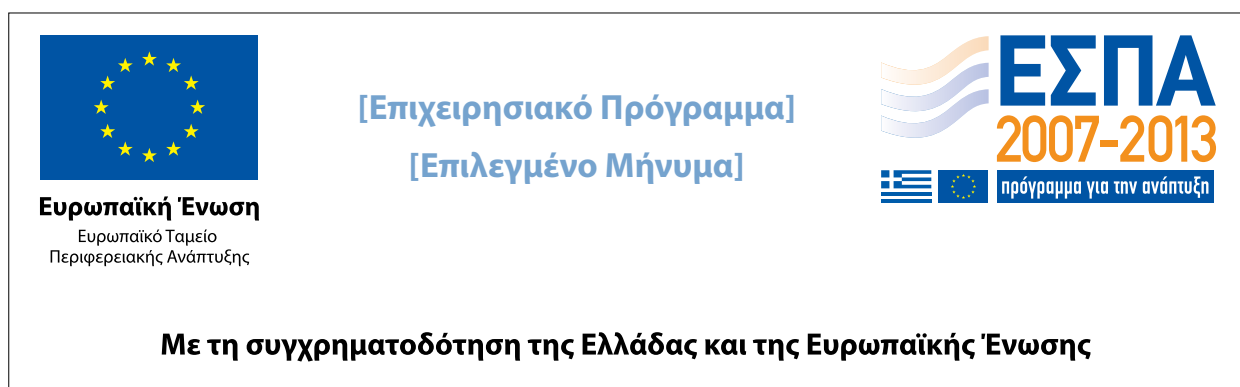 Ευρωπαϊκή Ένωση
Ευρωπαϊκό Ταμείο
Περιφερειακής Ανάπτυξης
[Επιχειρησιακό Πρόγραμμα]
[Επιλεγμένο Μήνυμα]
ΕΣΠΑ
2007-2013
πρόγραμμα για την ανάπτυξη
Με τη συγχρηματοδότηση της Ελλάδας και της Ευρωπαϊκής Ένωσης